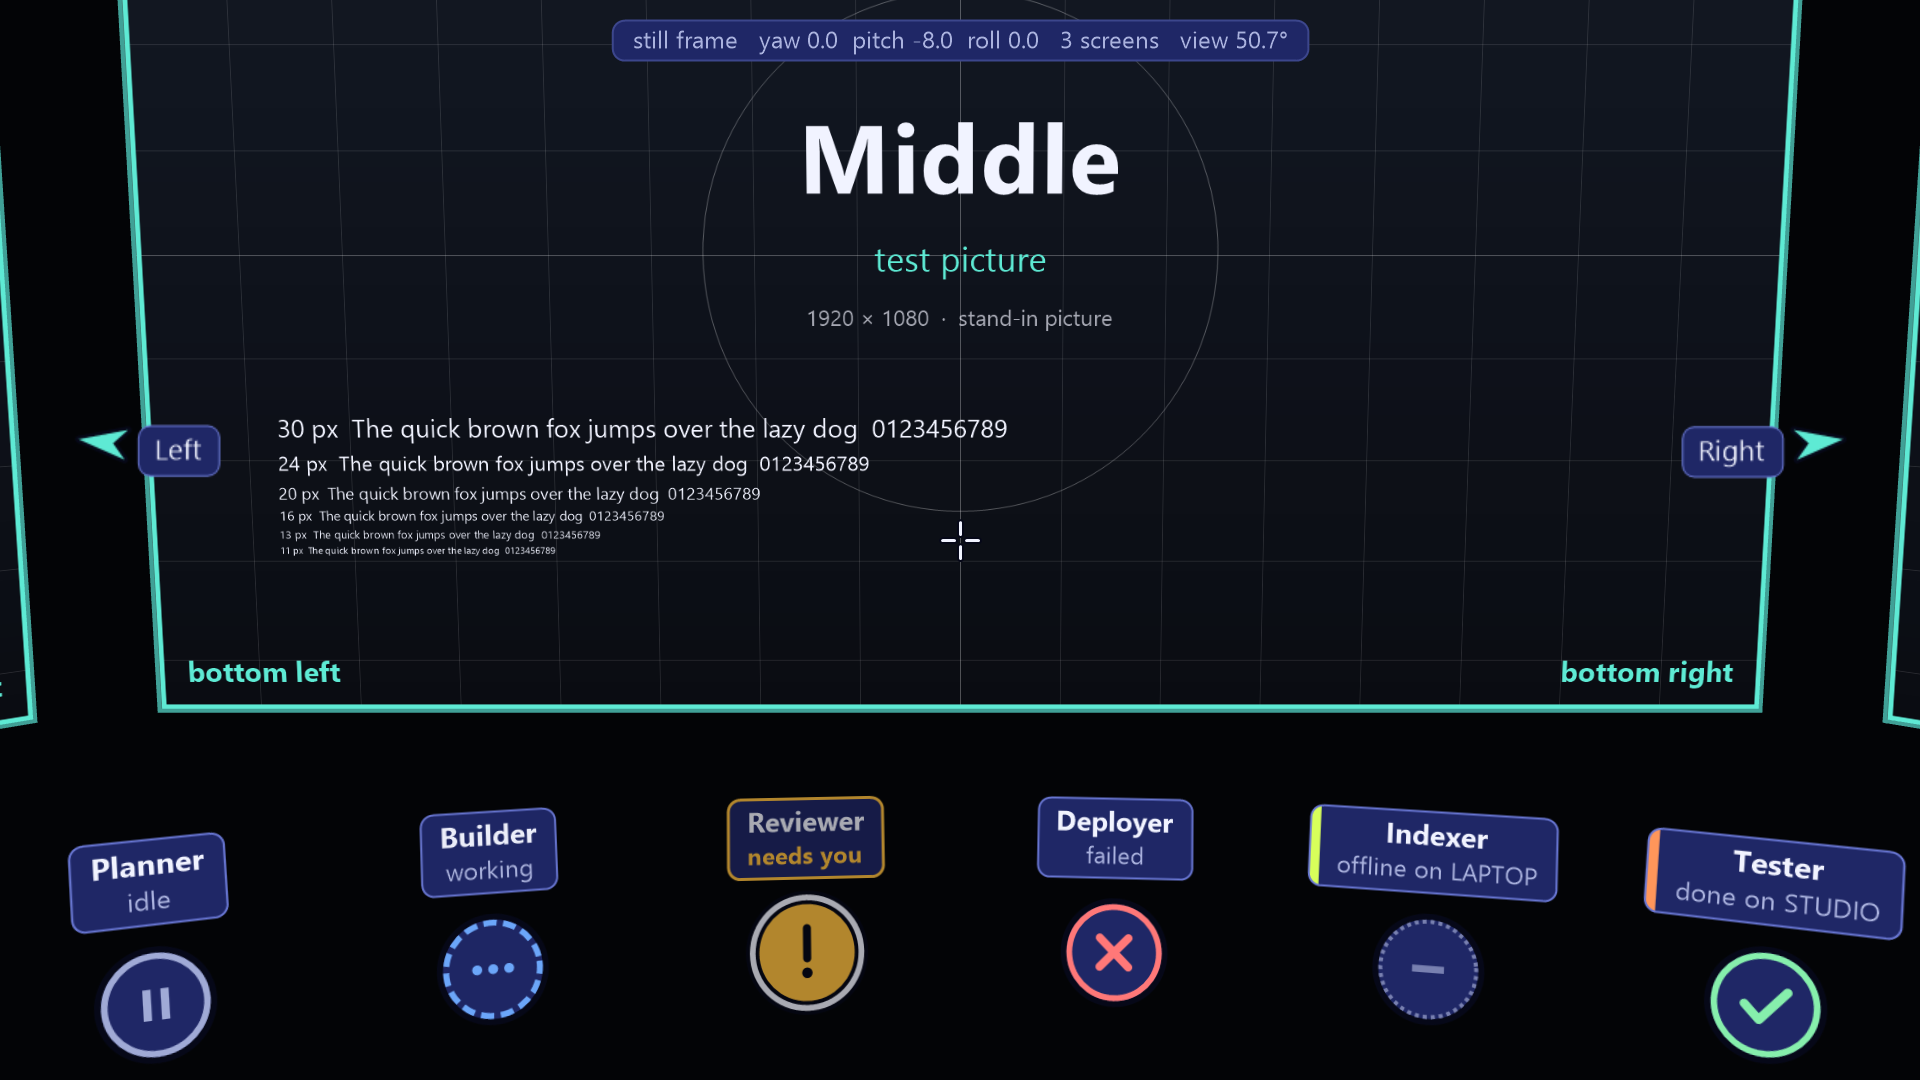 still frame yaw 0.0 pitch -8.0 roll 0.0 3 screens view 50.7°
Middle
test picture
1920 × 1080 · stand-in picture
Left
Right
30 px The quick brown fox jumps over the lazy dog 0123456789
24 px The quick brown fox jumps over the lazy dog 0123456789
20 px The quick brown fox jumps over the lazy dog 0123456789
16 px The quick brown fox jumps over the lazy dog 0123456789
13 px The quick brown fox jumps over the lazy dog 0123456789
11 px The quick brown fox jumps over the lazy dog 0123456789
bottom left
bottom right
Planner
idle
Builder
working
Reviewer
needs you
Deployer
failed
Indexer
offline on LAPTOP
Tester
done on STUDIO